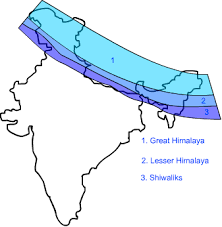 1
2
3
1. Great Himalaya
2. Lesser Himalaya
3. Shiwaliks